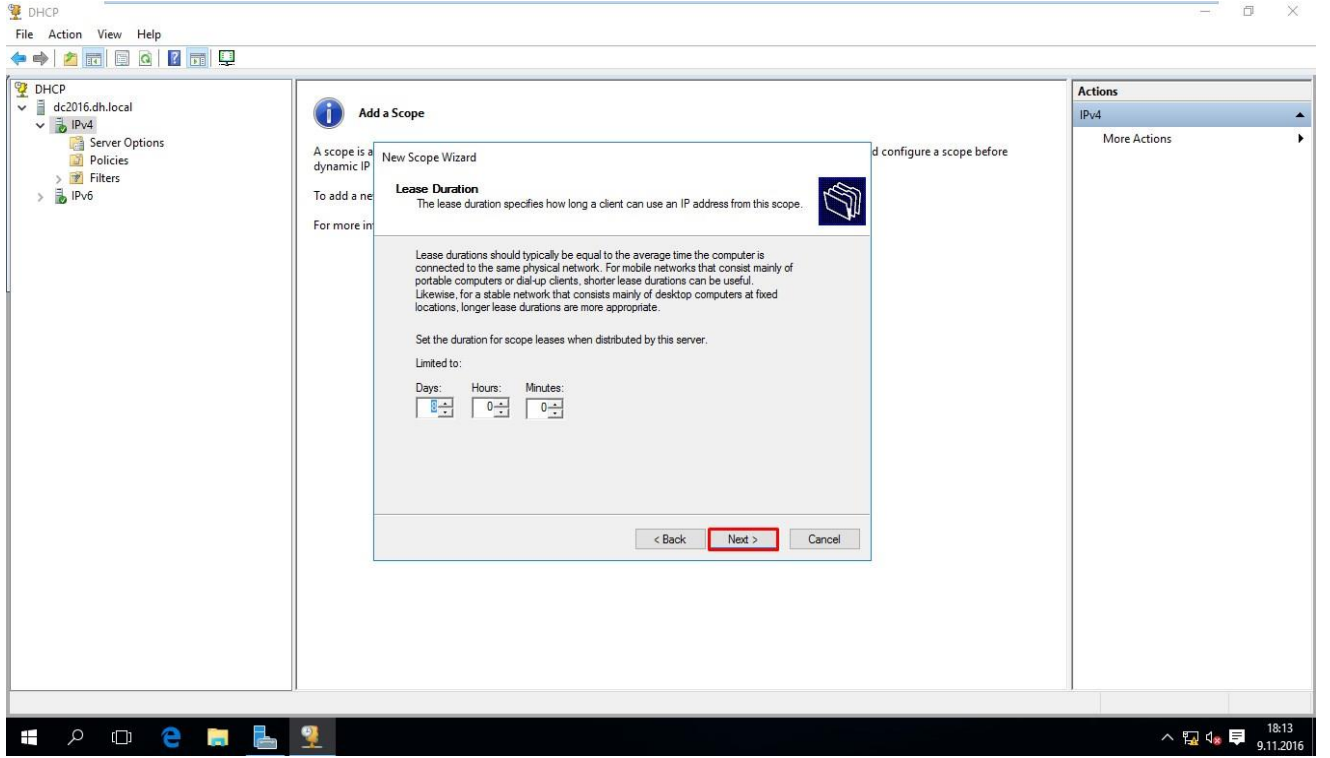 DHCP
File Action View Help
DHCP
dc2016.dh.local
IPv4
Server Options
Policies
Filters
IPv6
Add a Scope
A scope is a
d configure a scope before
dynamic IP
To add a ne
For more in
New Scope Wizard
Lease Duration
The lease duration specifies how long a client can use an IP address from this scope.
Lease durations should typically be equal to the average time the computer is
connected to the same physical network. For mobile networks that consist mainly of
portable computers or dial-up clients, shorter lease durations can be useful.
Likewise, for a stable network that consists mainly of desktop computers at fixed
locations, longer lease durations are more appropriate.
Set the duration for scope leases when distributed by this server.
Limited to:
Days: Hours: Minutes:
8 0 0
< Back Next > Cancel
Actions
IPv4
More Actions
18:13
9.11.2016